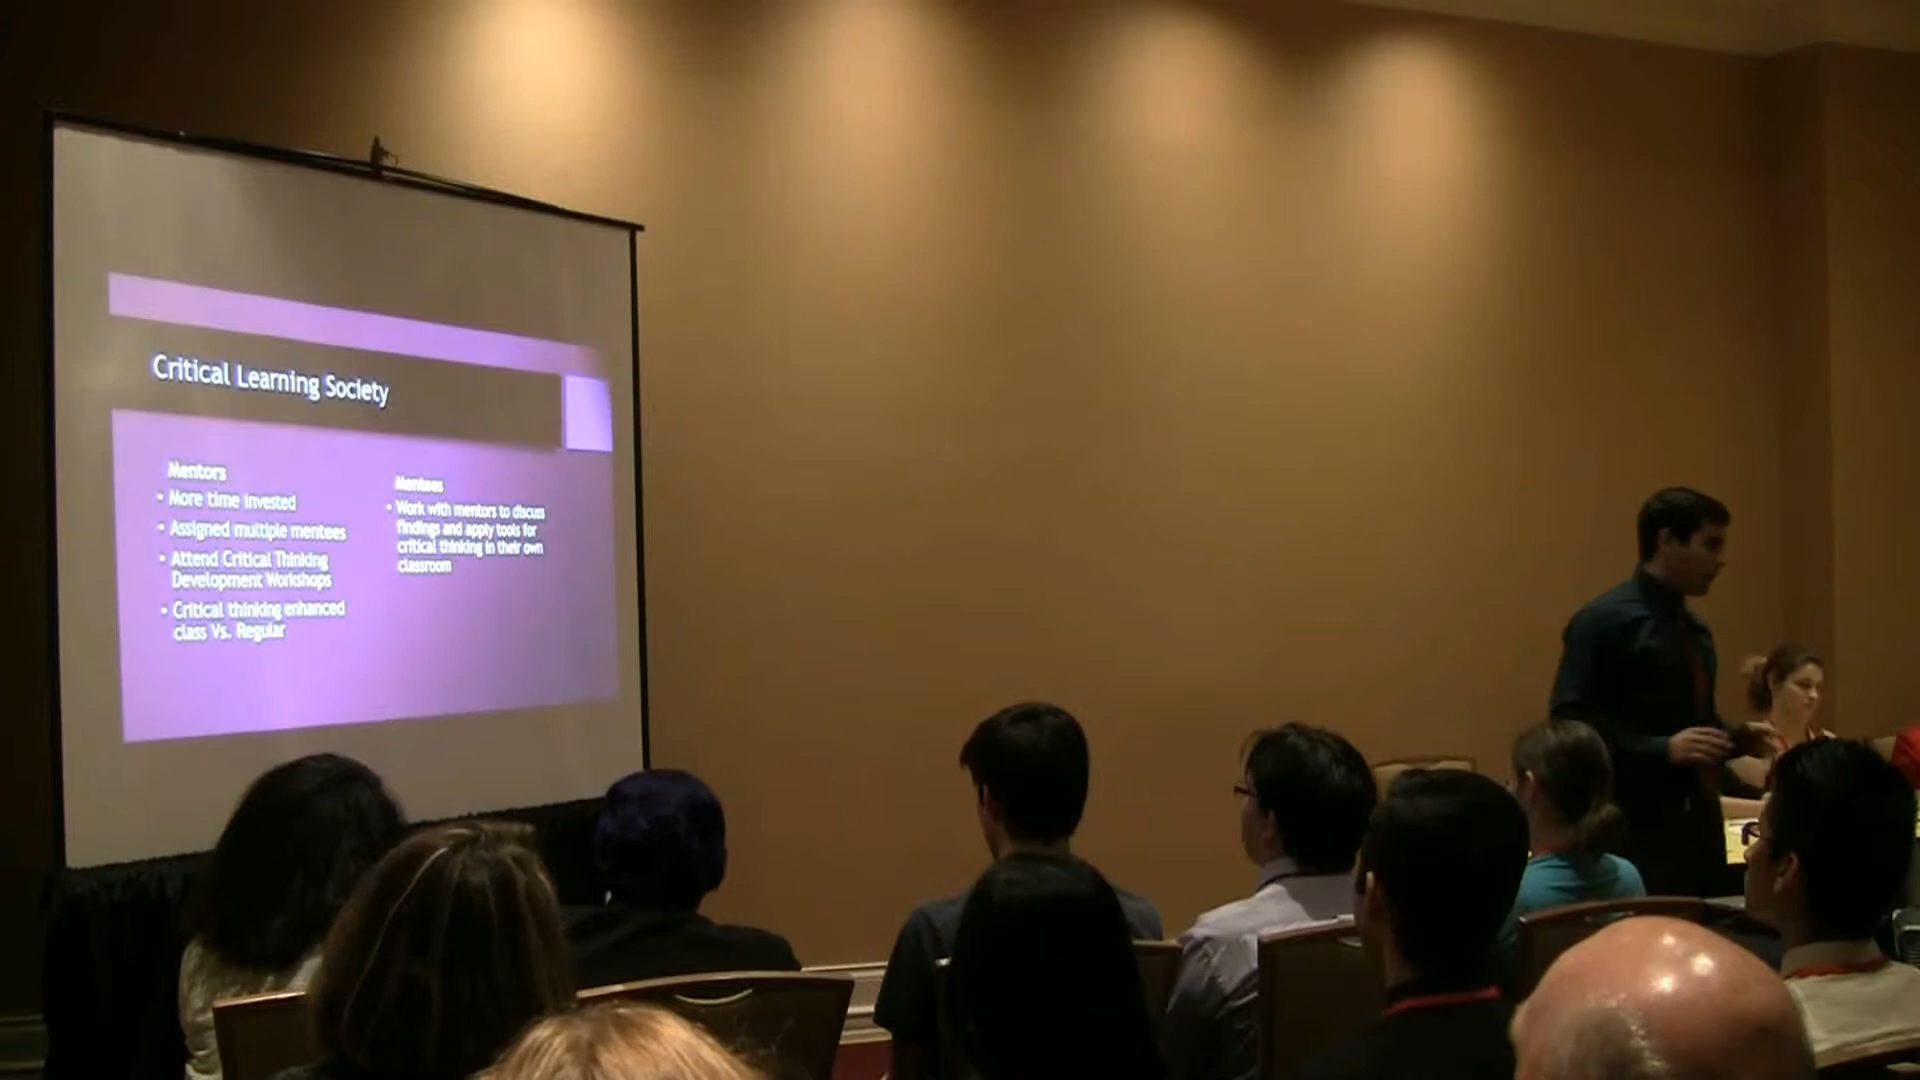 Critical Learning Society
Mentors
• More time invested
• Assigned multiple mentees
• Attend Critical Thinking
Development Workshops
• Critical thinking enhanced
class Vs. Regular
Mentees
• Work with mentors to discuss
findings and apply tools for
critical thinking in their own
classroom